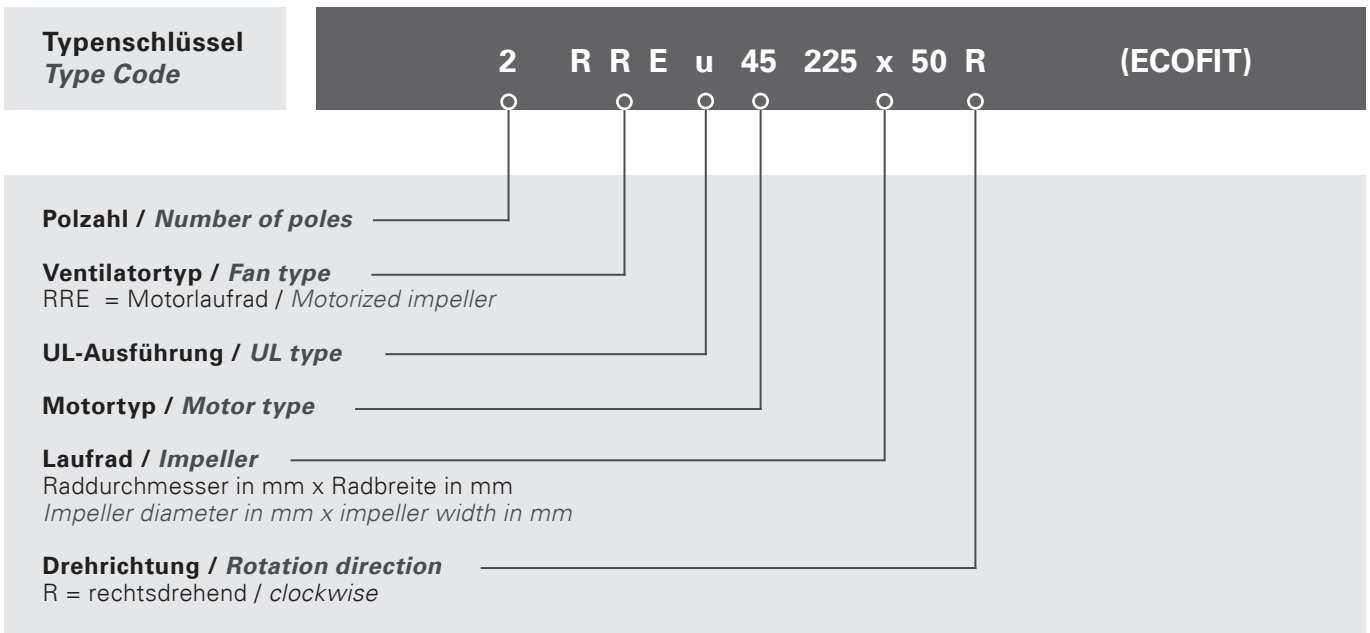 Typenschlüssel
Type Code
2 R R E u 45 225 x 50 R (ECOFIT)
Polzahl / Number of poles
Ventilatortyp / Fan type
RRE = Motorlaufrad / Motorized impeller
UL-Ausführung / UL type
Motortyp / Motor type
Laufrad / Impeller
Raddurchmesser in mm x Radbreite in mm
Impeller diameter in mm x impeller width in mm
Drehrichtung / Rotation direction
R = rechtsdrehend / clockwise